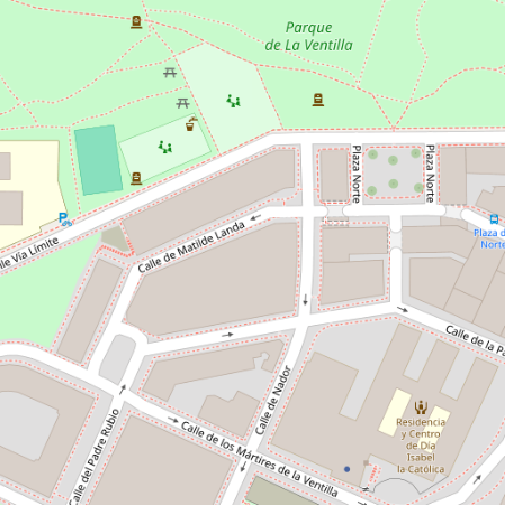 Parque
de La Ventilla
Plaza Norte
Plaza Norte
P
Calle Vía Límite
Calle de Matilde Landa
Plaza d
Norte
Calle de la Pa
Calle de Nador
Calle del Padre Rubio
Calle de los Mártires de la Ventilla
Residencia
y Centro
de Día
Isabel
la Católica